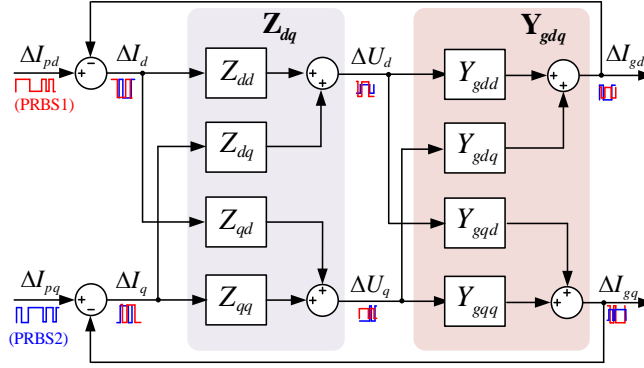 Z_dq
Y_gdq
ΔI_pd
ΔI_d
ΔU_d
ΔI_gd
(PRBS1)
Z_dd
Y_gdd
Z_dq
Y_gdq
Z_qd
Y_gqd
ΔI_pq
ΔI_q
ΔU_q
ΔI_gq
(PRBS2)
Z_qq
Y_gqq